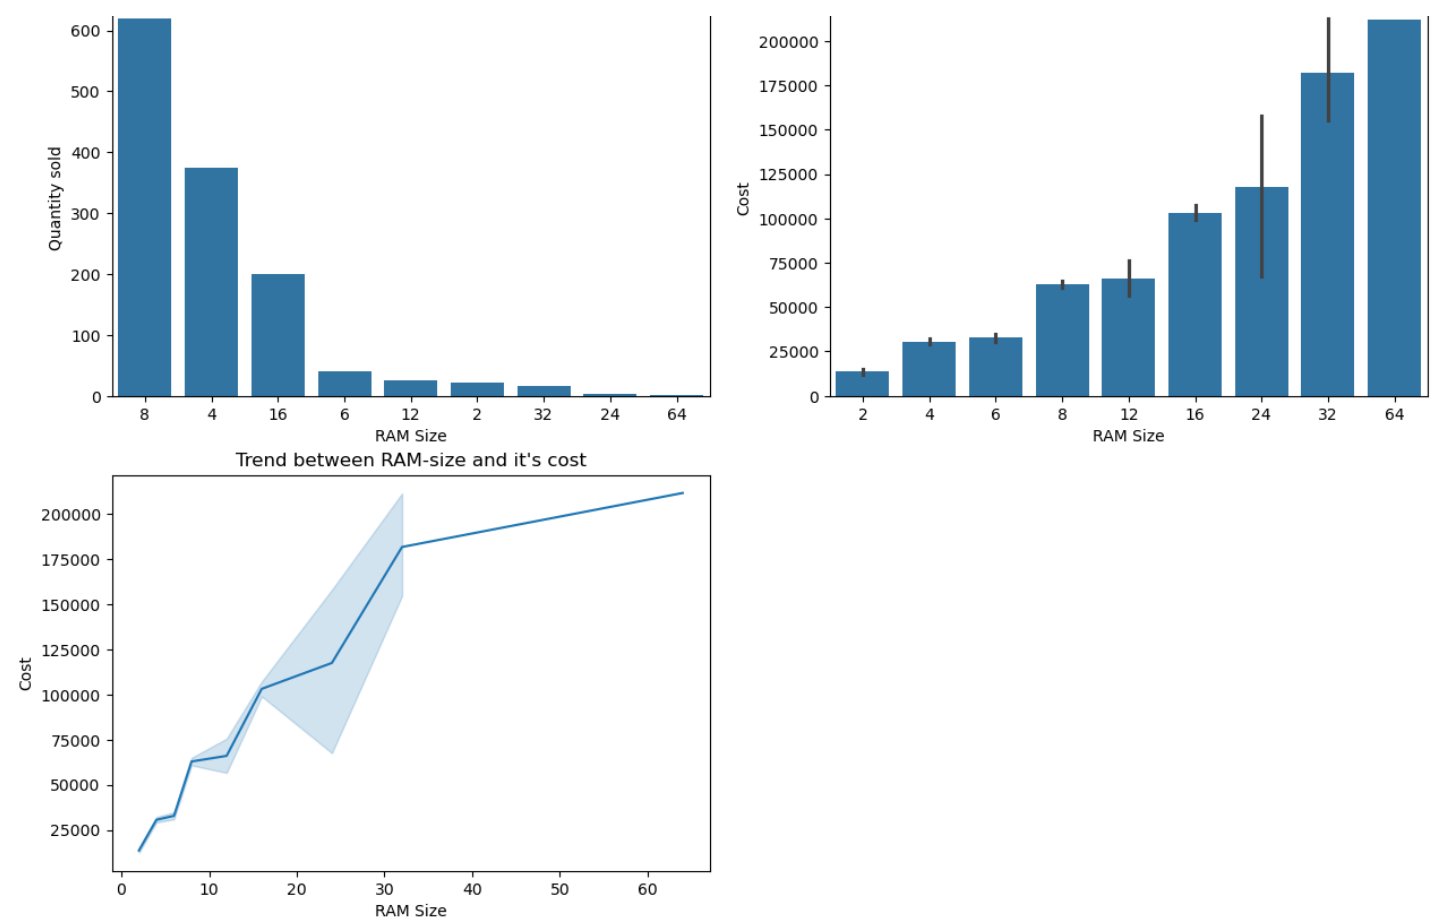 600
500
400
300
200
100
0
Quantity sold
8 4 16 6 12 2 32 24 64
RAM Size
200000
175000
150000
125000
100000
75000
50000
25000
0
Cost
2 4 6 8 12 16 24 32 64
RAM Size
Trend between RAM-size and it's cost
200000
175000
150000
125000
100000
75000
50000
25000
Cost
0 10 20 30 40 50 60
RAM Size